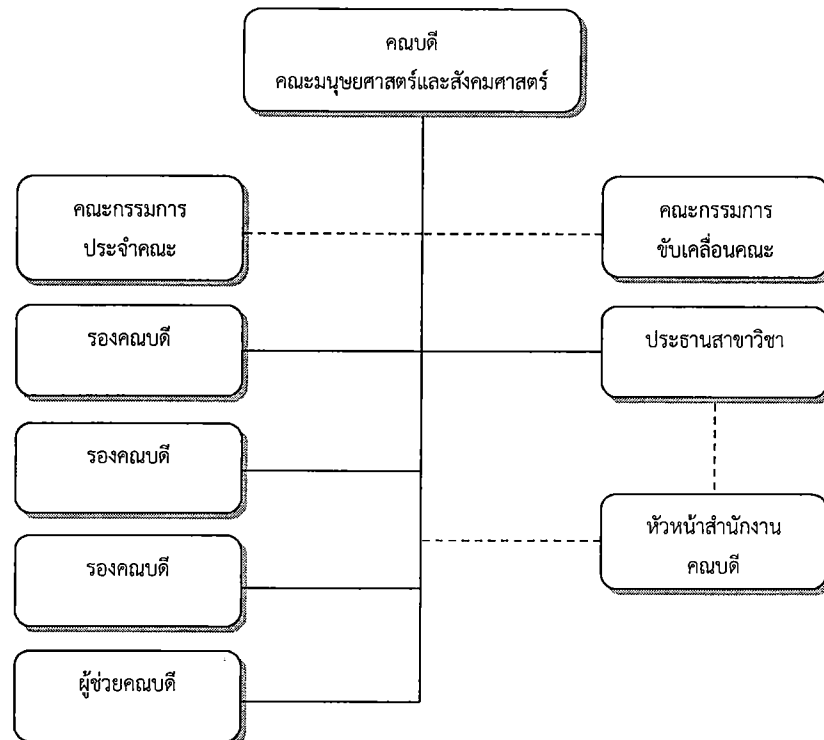 คณบดี
คณะมนุษยศาสตร์และสังคมศาสตร์
คณะกรรมการ
ประจำคณะ
คณะกรรมการ
ขับเคลื่อนคณะ
รองคณบดี
ประธานสาขาวิชา
รองคณบดี
หัวหน้าสำนักงาน
คณบดี
รองคณบดี
ผู้ช่วยคณบดี